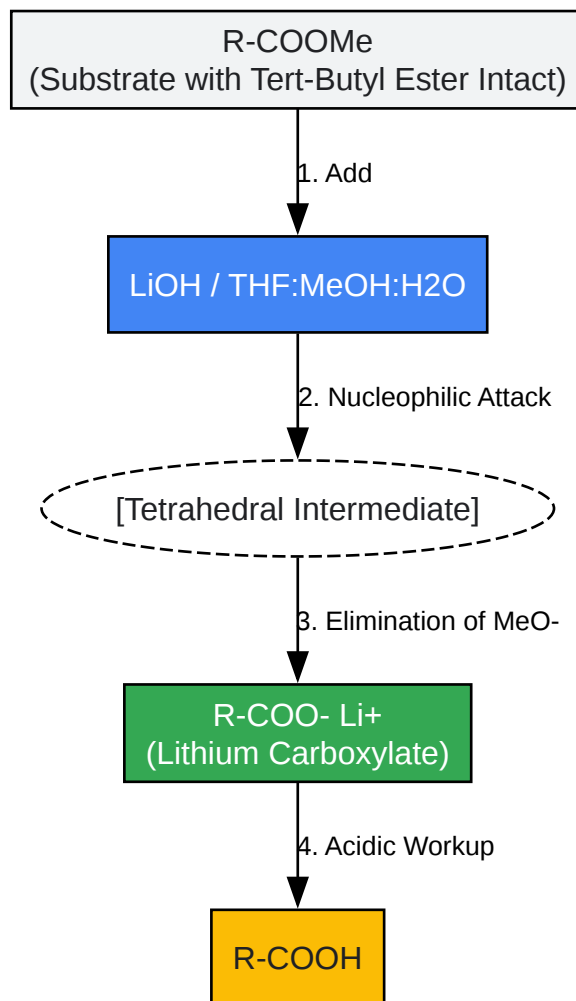 R-COOMe
(Substrate with Tert-Butyl Ester Intact)
1. Add
LiOH / THF:MeOH:H2O
2. Nucleophilic Attack
[Tetrahedral Intermediate]
3. Elimination of MeO-
R-COO- Li+
(Lithium Carboxylate)
4. Acidic Workup
R-COOH